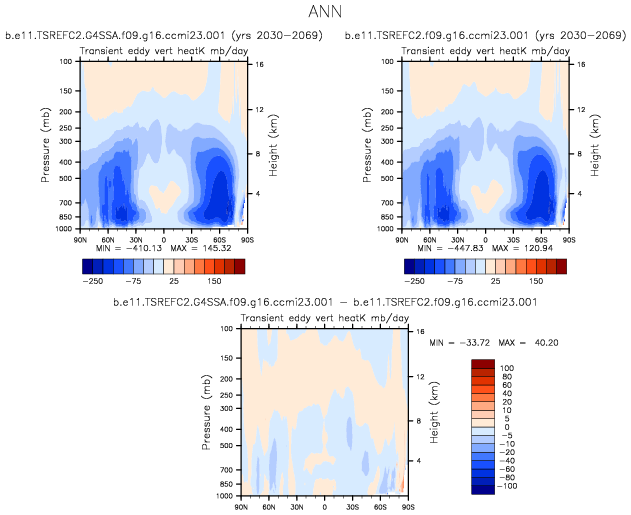 ANN
b.e11.TSREFC2.G4SSA.f09.g16.ccmi23.001 (yrs 2030-2069)
Transient eddy vert heatK mb/day
Pressure (mb)
100
150
200
250
300
400
500
700
850
1000
16
12
8
4
Height (km)
90N 60N 30N 0 30S 60S 90S
MIN = -410.13 MAX = 145.32
-250 -75 25 150
b.e11.TSREFC2.f09.g16.ccmi23.001 (yrs 2030-2069)
Transient eddy vert heatK mb/day
Pressure (mb)
100
150
200
250
300
400
500
700
850
1000
16
12
8
4
Height (km)
90N 60N 30N 0 30S 60S 90S
MIN = -447.83 MAX = 120.94
-250 -75 25 150
b.e11.TSREFC2.G4SSA.f09.g16.ccmi23.001 - b.e11.TSREFC2.f09.g16.ccmi23.001
Transient eddy vert heatK mb/day
Pressure (mb)
100
150
200
250
300
400
500
700
850
1000
16
12
8
4
Height (km)
90N 60N 30N 0 30S 60S 90S
MIN = -33.72 MAX = 40.20
100
80
60
40
20
10
5
0
-5
-10
-20
-40
-60
-80
-100